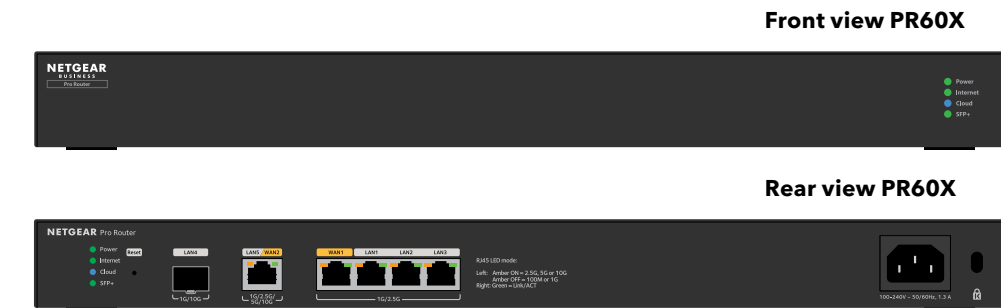 Front view PR60X
NETGEAR
BUSINESS
Pro Router
Power
Internet
Cloud
SFP+
Rear view PR60X
NETGEAR Pro Router
Power
Internet
Cloud
SFP+
Reset
LAN4
1G/10G
LAN5 / WAN2
1G/2.5G/
5G/10G
WAN1 LAN1 LAN2 LAN3
1G/2.5G
RJ45 LED mode:
Left: Amber ON = 2.5G, 5G or 10G
Amber OFF = 100M or 1G
Right: Green = Link/ACT
100-240V ~ 50/60Hz, 1.3 A